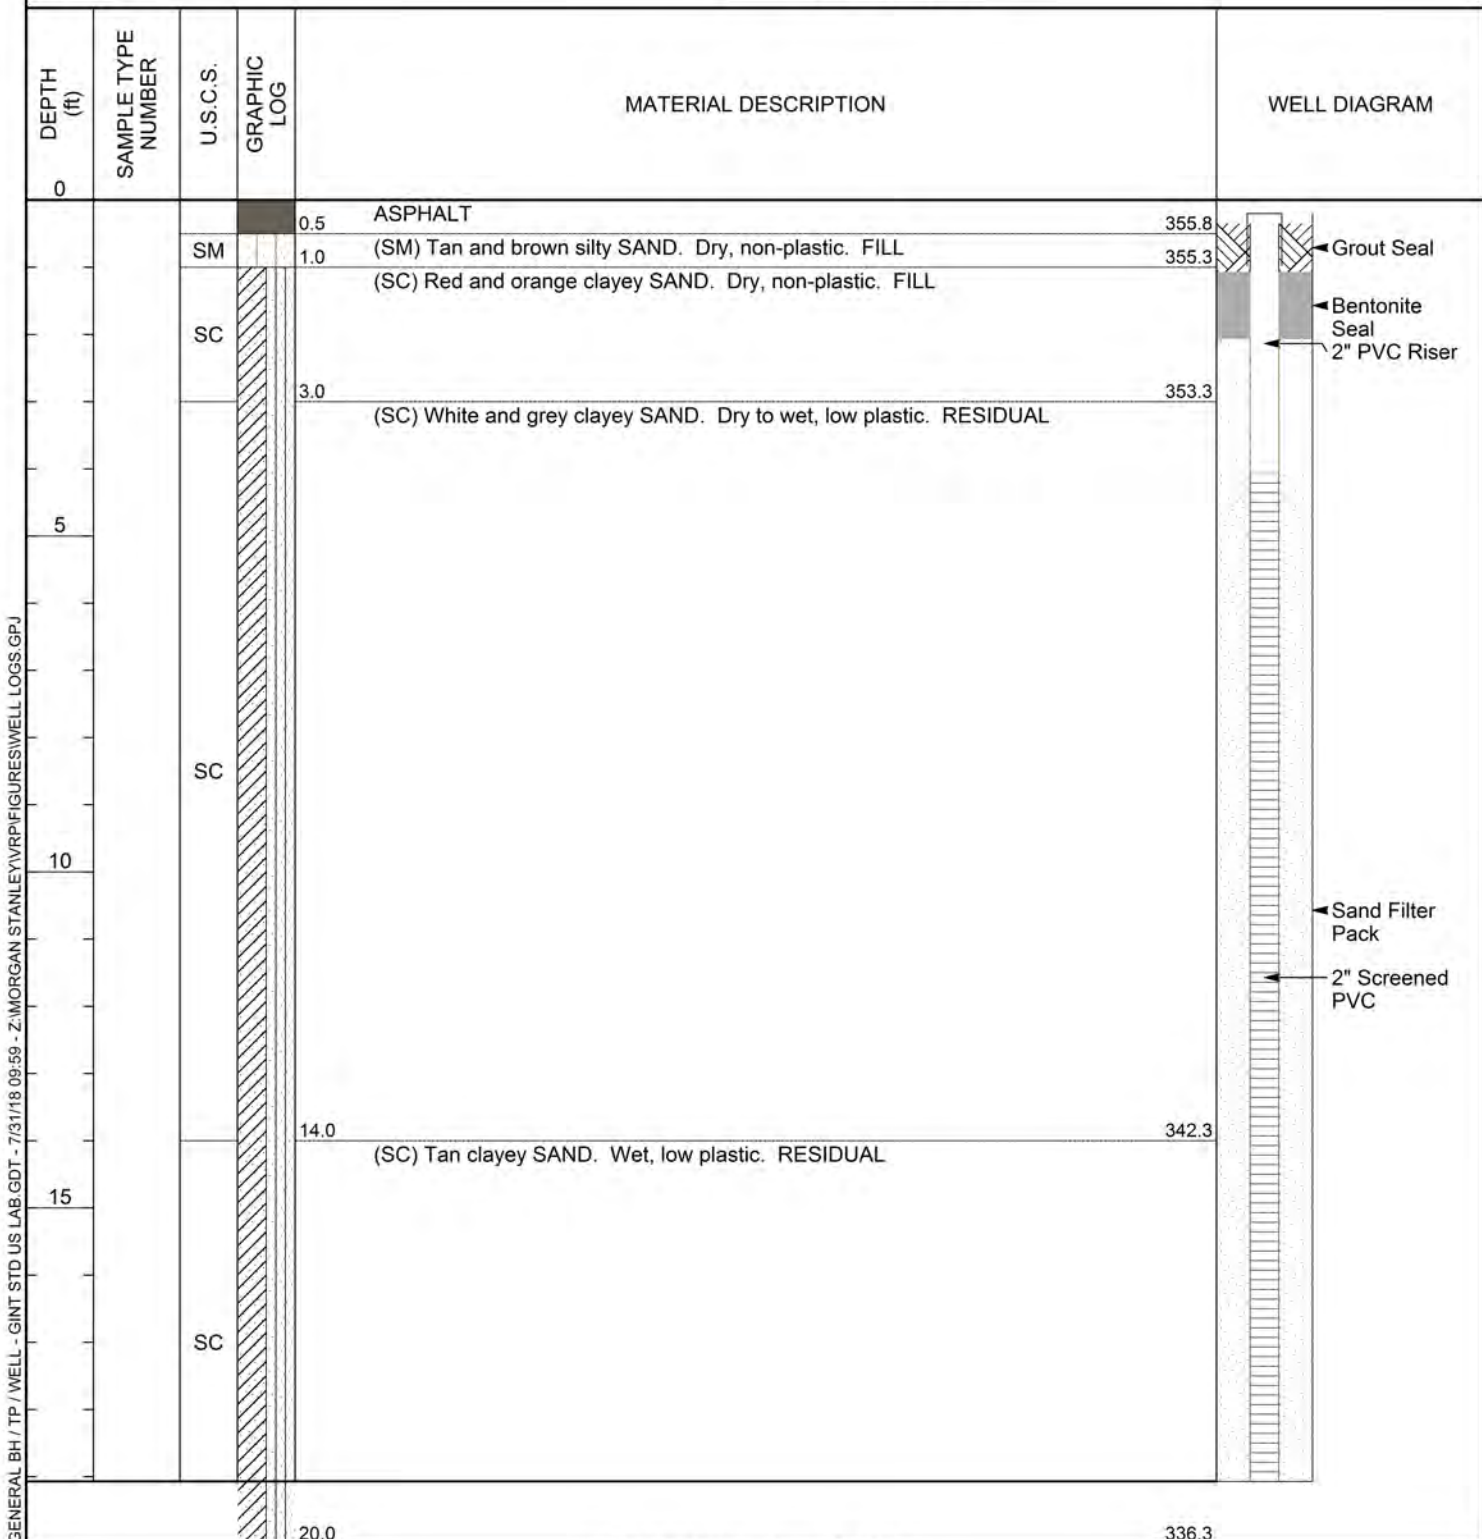 DEPTH
(ft)
SAMPLE TYPE
NUMBER
U.S.C.S.
GRAPHIC
LOG
MATERIAL DESCRIPTION
WELL DIAGRAM
0
ASPHALT
0.5
355.8
SM
(SM) Tan and brown silty SAND. Dry, non-plastic. FILL
1.0
355.3
Grout Seal
(SC) Red and orange clayey SAND. Dry, non-plastic. FILL
Bentonite
Seal
SC
2" PVC Riser
3.0
353.3
(SC) White and grey clayey SAND. Dry to wet, low plastic. RESIDUAL
5
SC
10
Sand Filter
Pack
2" Screened
PVC
14.0
342.3
(SC) Tan clayey SAND. Wet, low plastic. RESIDUAL
15
SC
20.0
336.3
GENERAL BH / TP / WELL - GINT STD US LAB.GDT - 7/31/18 09:59 - Z:\MORGAN STANLEY\VRP\FIGURES\WELL LOGS.GPJ